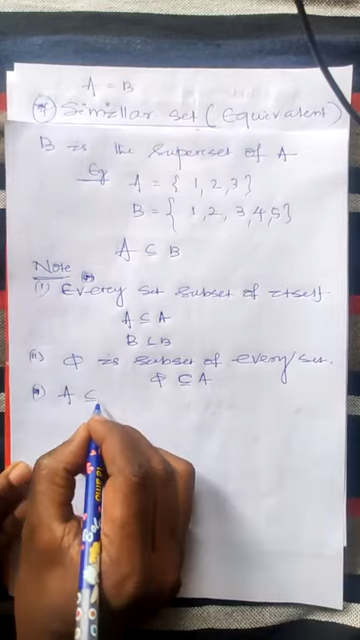 A = B
Similar set (Equivalent)
B is the superset of A
Eg A = { 1, 2, 3 }
B = { 1, 2, 3, 4, 5 }
A ⊆ B
Note
(i) Every set subset of itself.
A ⊆ A
B ⊆ B
(ii) Φ is subset of every set.
Φ ⊆ A
A ⊆